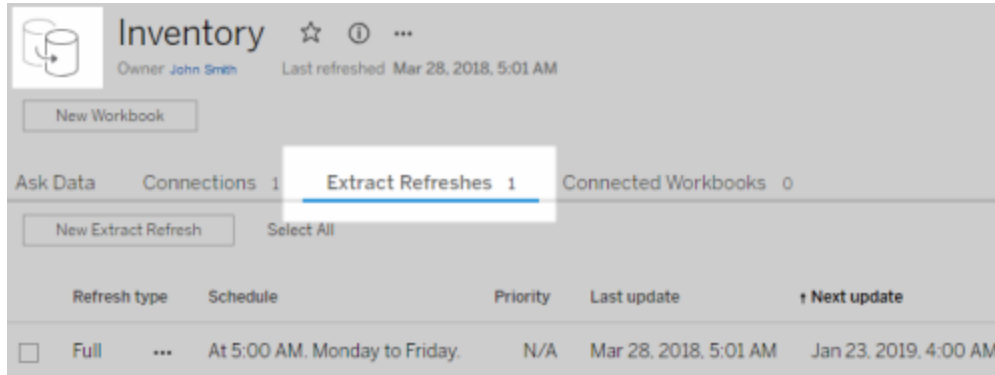 Inventory
Owner John Smith Last refreshed Mar 28, 2018, 5:01 AM
New Workbook
Ask Data Connections 1 Extract Refreshes 1 Connected Workbooks 0
New Extract Refresh Select All
Refresh type Schedule Priority Last update ↑ Next update
Full ••• At 5:00 AM. Monday to Friday. N/A Mar 28, 2018, 5:01 AM Jan 23, 2019, 4:00 AM